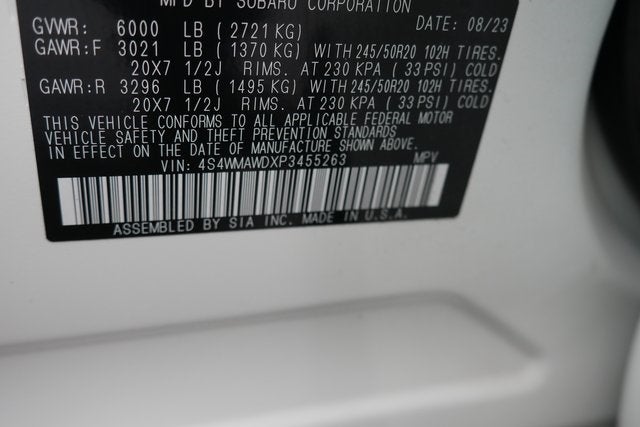 MFD BY SUBARU CORPORATION
GVWR: 6000 LB ( 2721 KG) DATE: 08/23
GAWR:F 3021 LB ( 1370 KG) WITH 245/50R20 102H TIRES.
20X7 1/2J RIMS. AT 230 KPA ( 33 PSI) COLD
GAWR:R 3296 LB ( 1495 KG) WITH 245/50R20 102H TIRES.
20X7 1/2J RIMS. AT 230 KPA ( 33 PSI) COLD
THIS VEHICLE CONFORMS TO ALL APPLICABLE FEDERAL MOTOR
VEHICLE SAFETY AND THEFT PREVENTION STANDARDS
IN EFFECT ON THE DATE OF MANUFACTURE SHOWN ABOVE.
VIN: 4S4WMAWDXP3455263 MPV
ASSEMBLED BY SIA INC. MADE IN U.S.A.